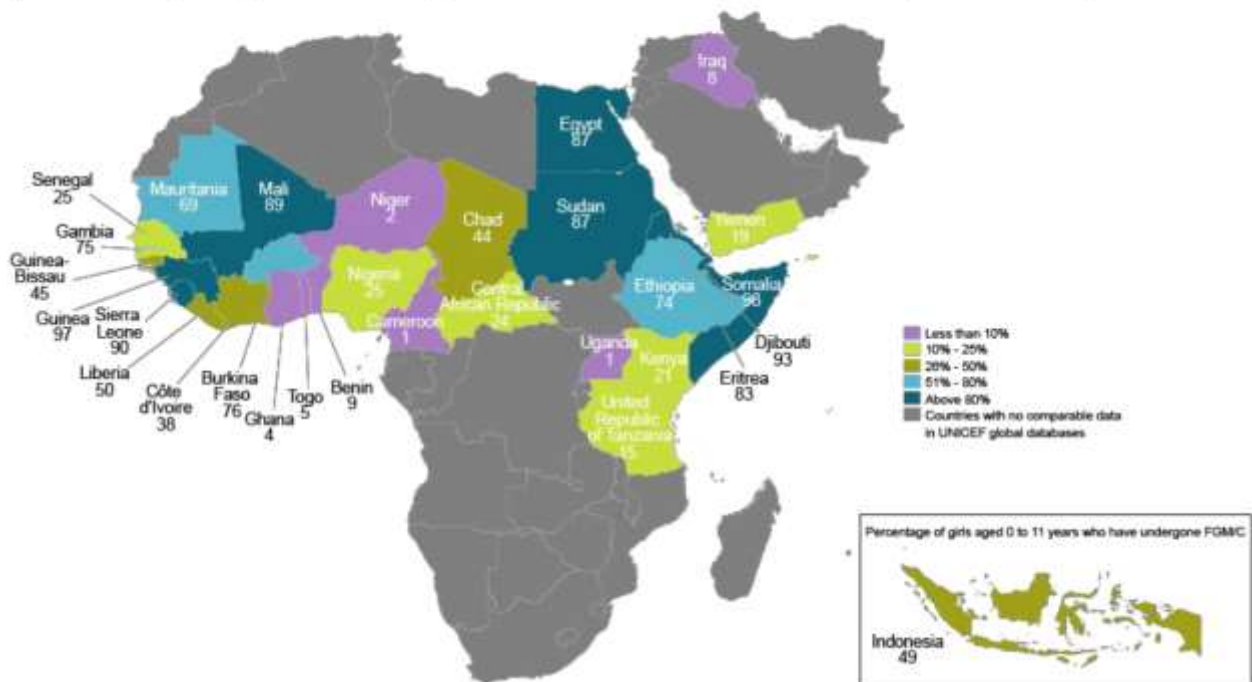 Iraq
8
Egypt
87
Senegal
25
Mauritania
69
Mali
89
Niger
2
Chad
44
Sudan
87
Yemen
19
Gambia
75
Guinea-
Bissau
45
Nigeria
25
Central
African Republic
24
Ethiopia
74
Somalia
98
Guinea
97
Sierra
Leone
90
Cameroon
1
Uganda
1
Kenya
21
Djibouti
93
Eritrea
83
Liberia
50
Côte
d'Ivoire
38
Burkina
Faso
76
Ghana
4
Togo
5
Benin
9
United
Republic
of Tanzania
15
Less than 10%
10% - 25%
26% - 50%
51% - 80%
Above 80%
Countries with no comparable data
in UNICEF global databases
Percentage of girls aged 0 to 11 years who have undergone FGM/C
Indonesia
49